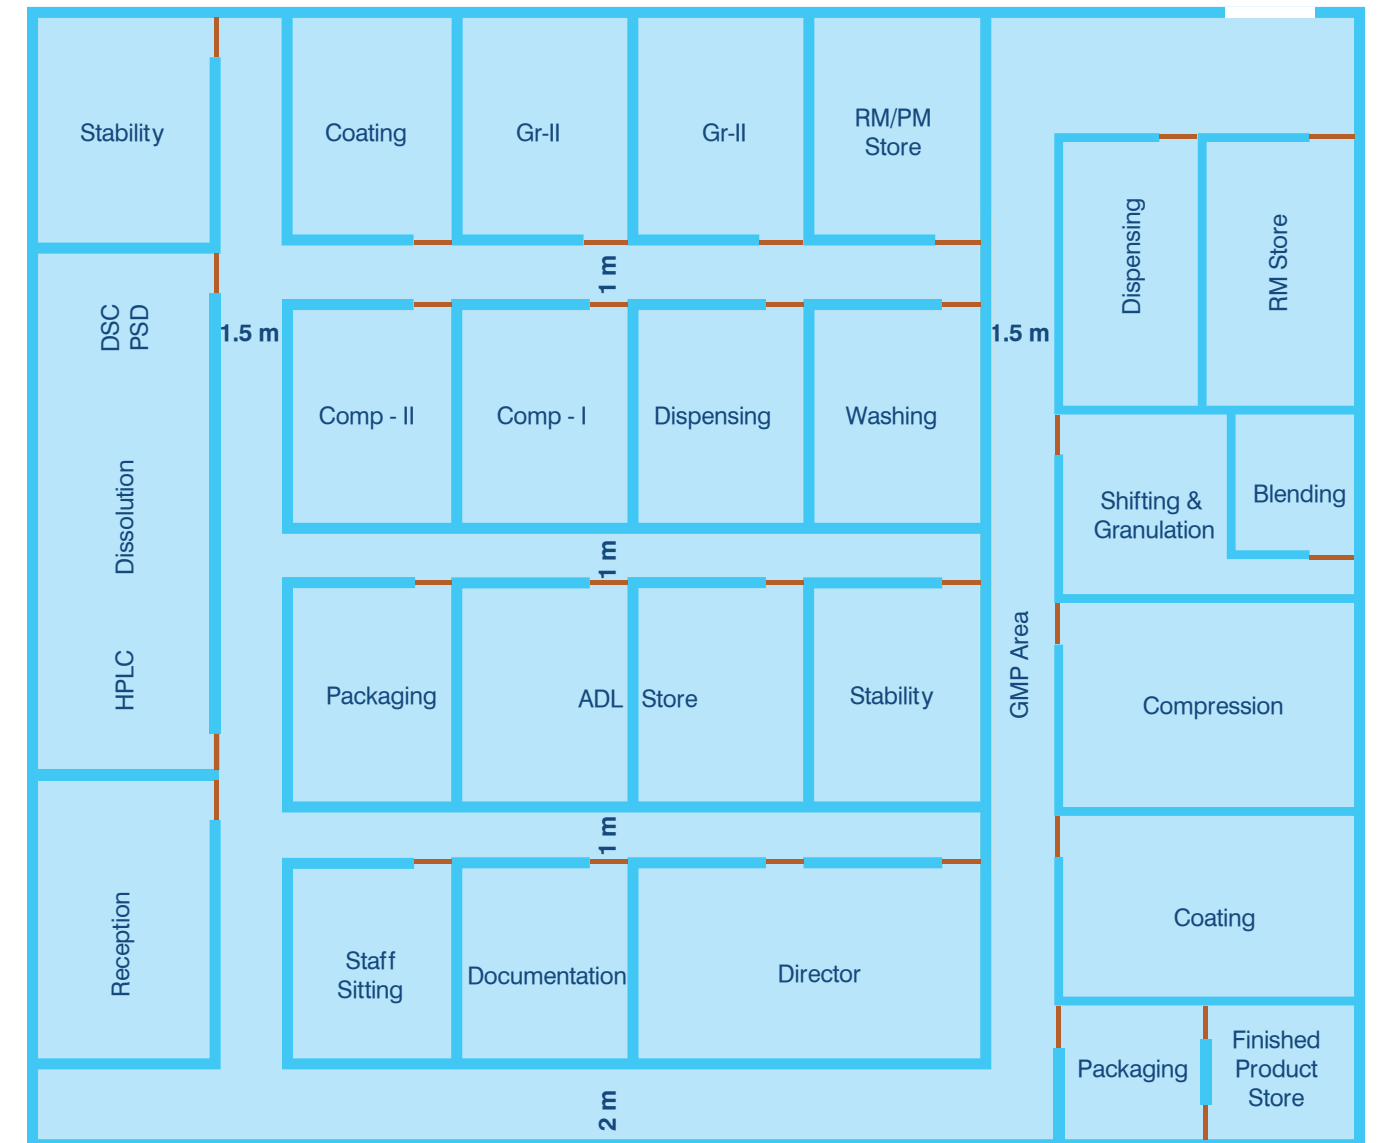 Stability
Coating
Gr-II
Gr-II
RM/PM
Store
Dispensing
RM Store
1 m
DSC
PSD
1.5 m
1.5 m
Comp - II
Comp - I
Dispensing
Washing
Dissolution
Shifting &
Granulation
Blending
1 m
HPLC
Packaging
ADL Store
Stability
GMP Area
Compression
1 m
Reception
Staff
Sitting
Documentation
Director
Coating
Packaging
Finished
Product
Store
2 m